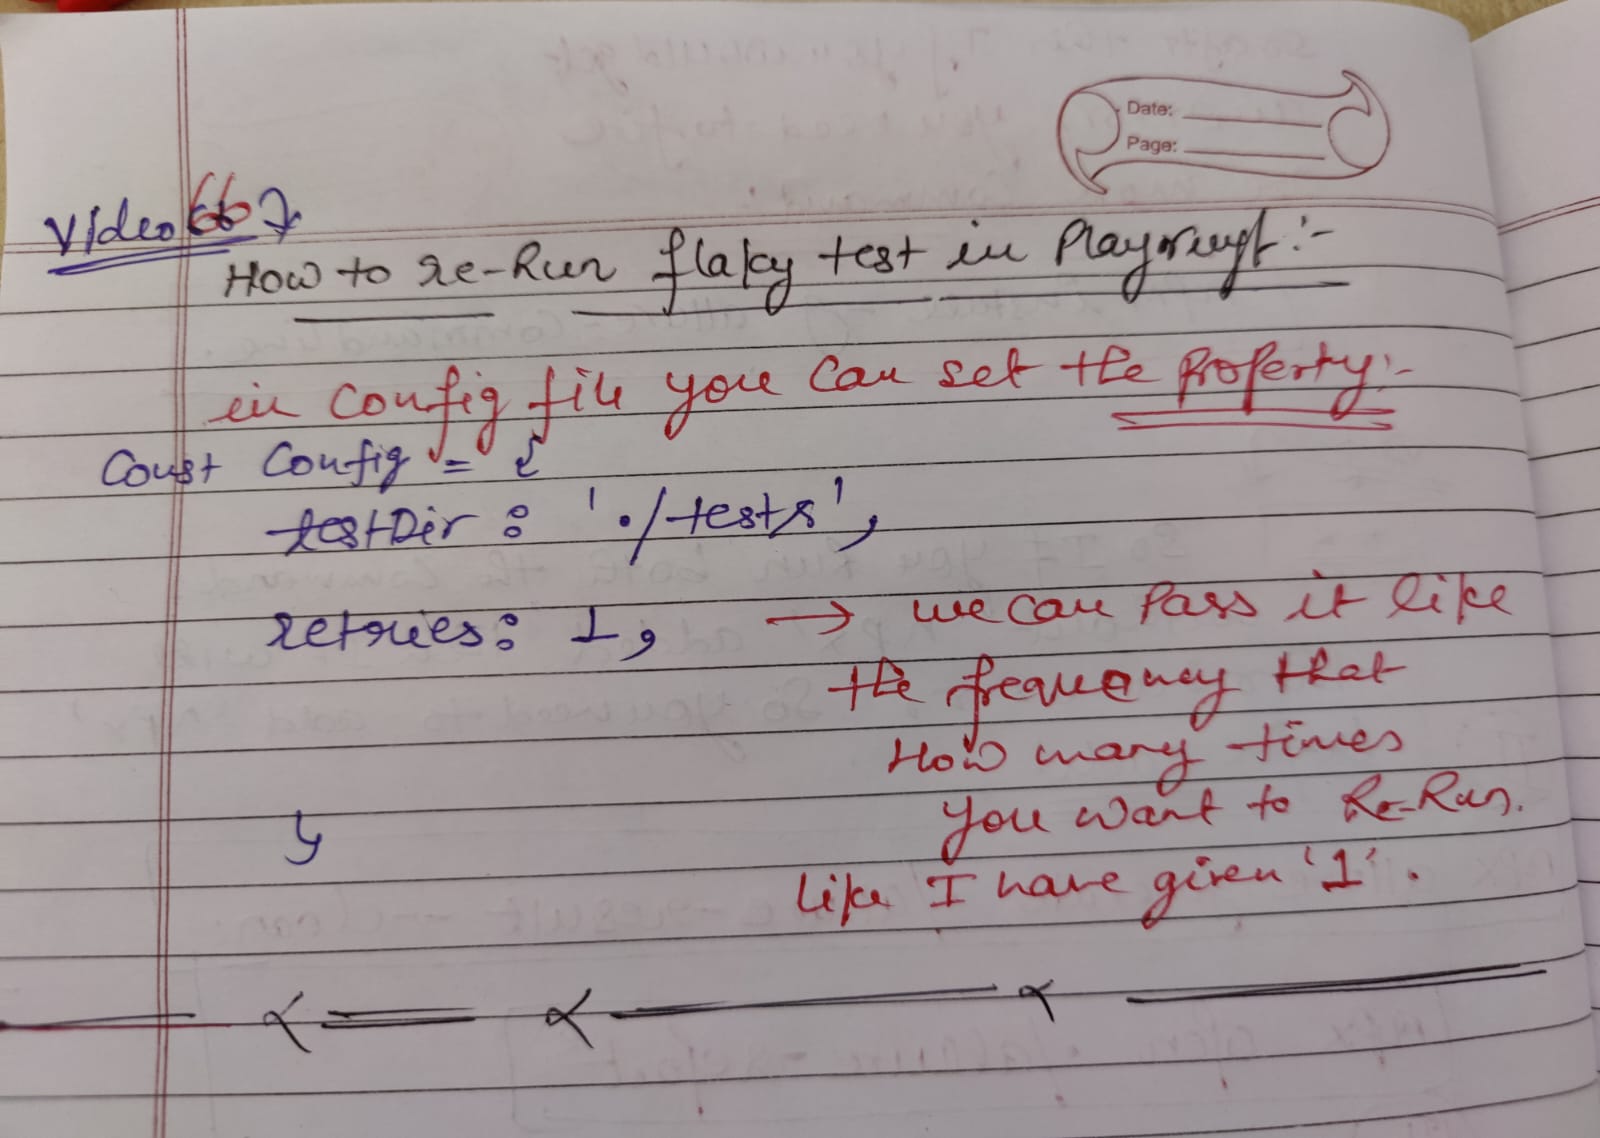 Date:
Page:
Video 66
How to re-Run flaky test in Playwright:-
in Config file you can set the Property:-
Const Config = {
testDir : './tests',
retries : 1, → we can Pass it like
the frequency that
How many times
you want to Re-Run.
like I have given '1'.
}